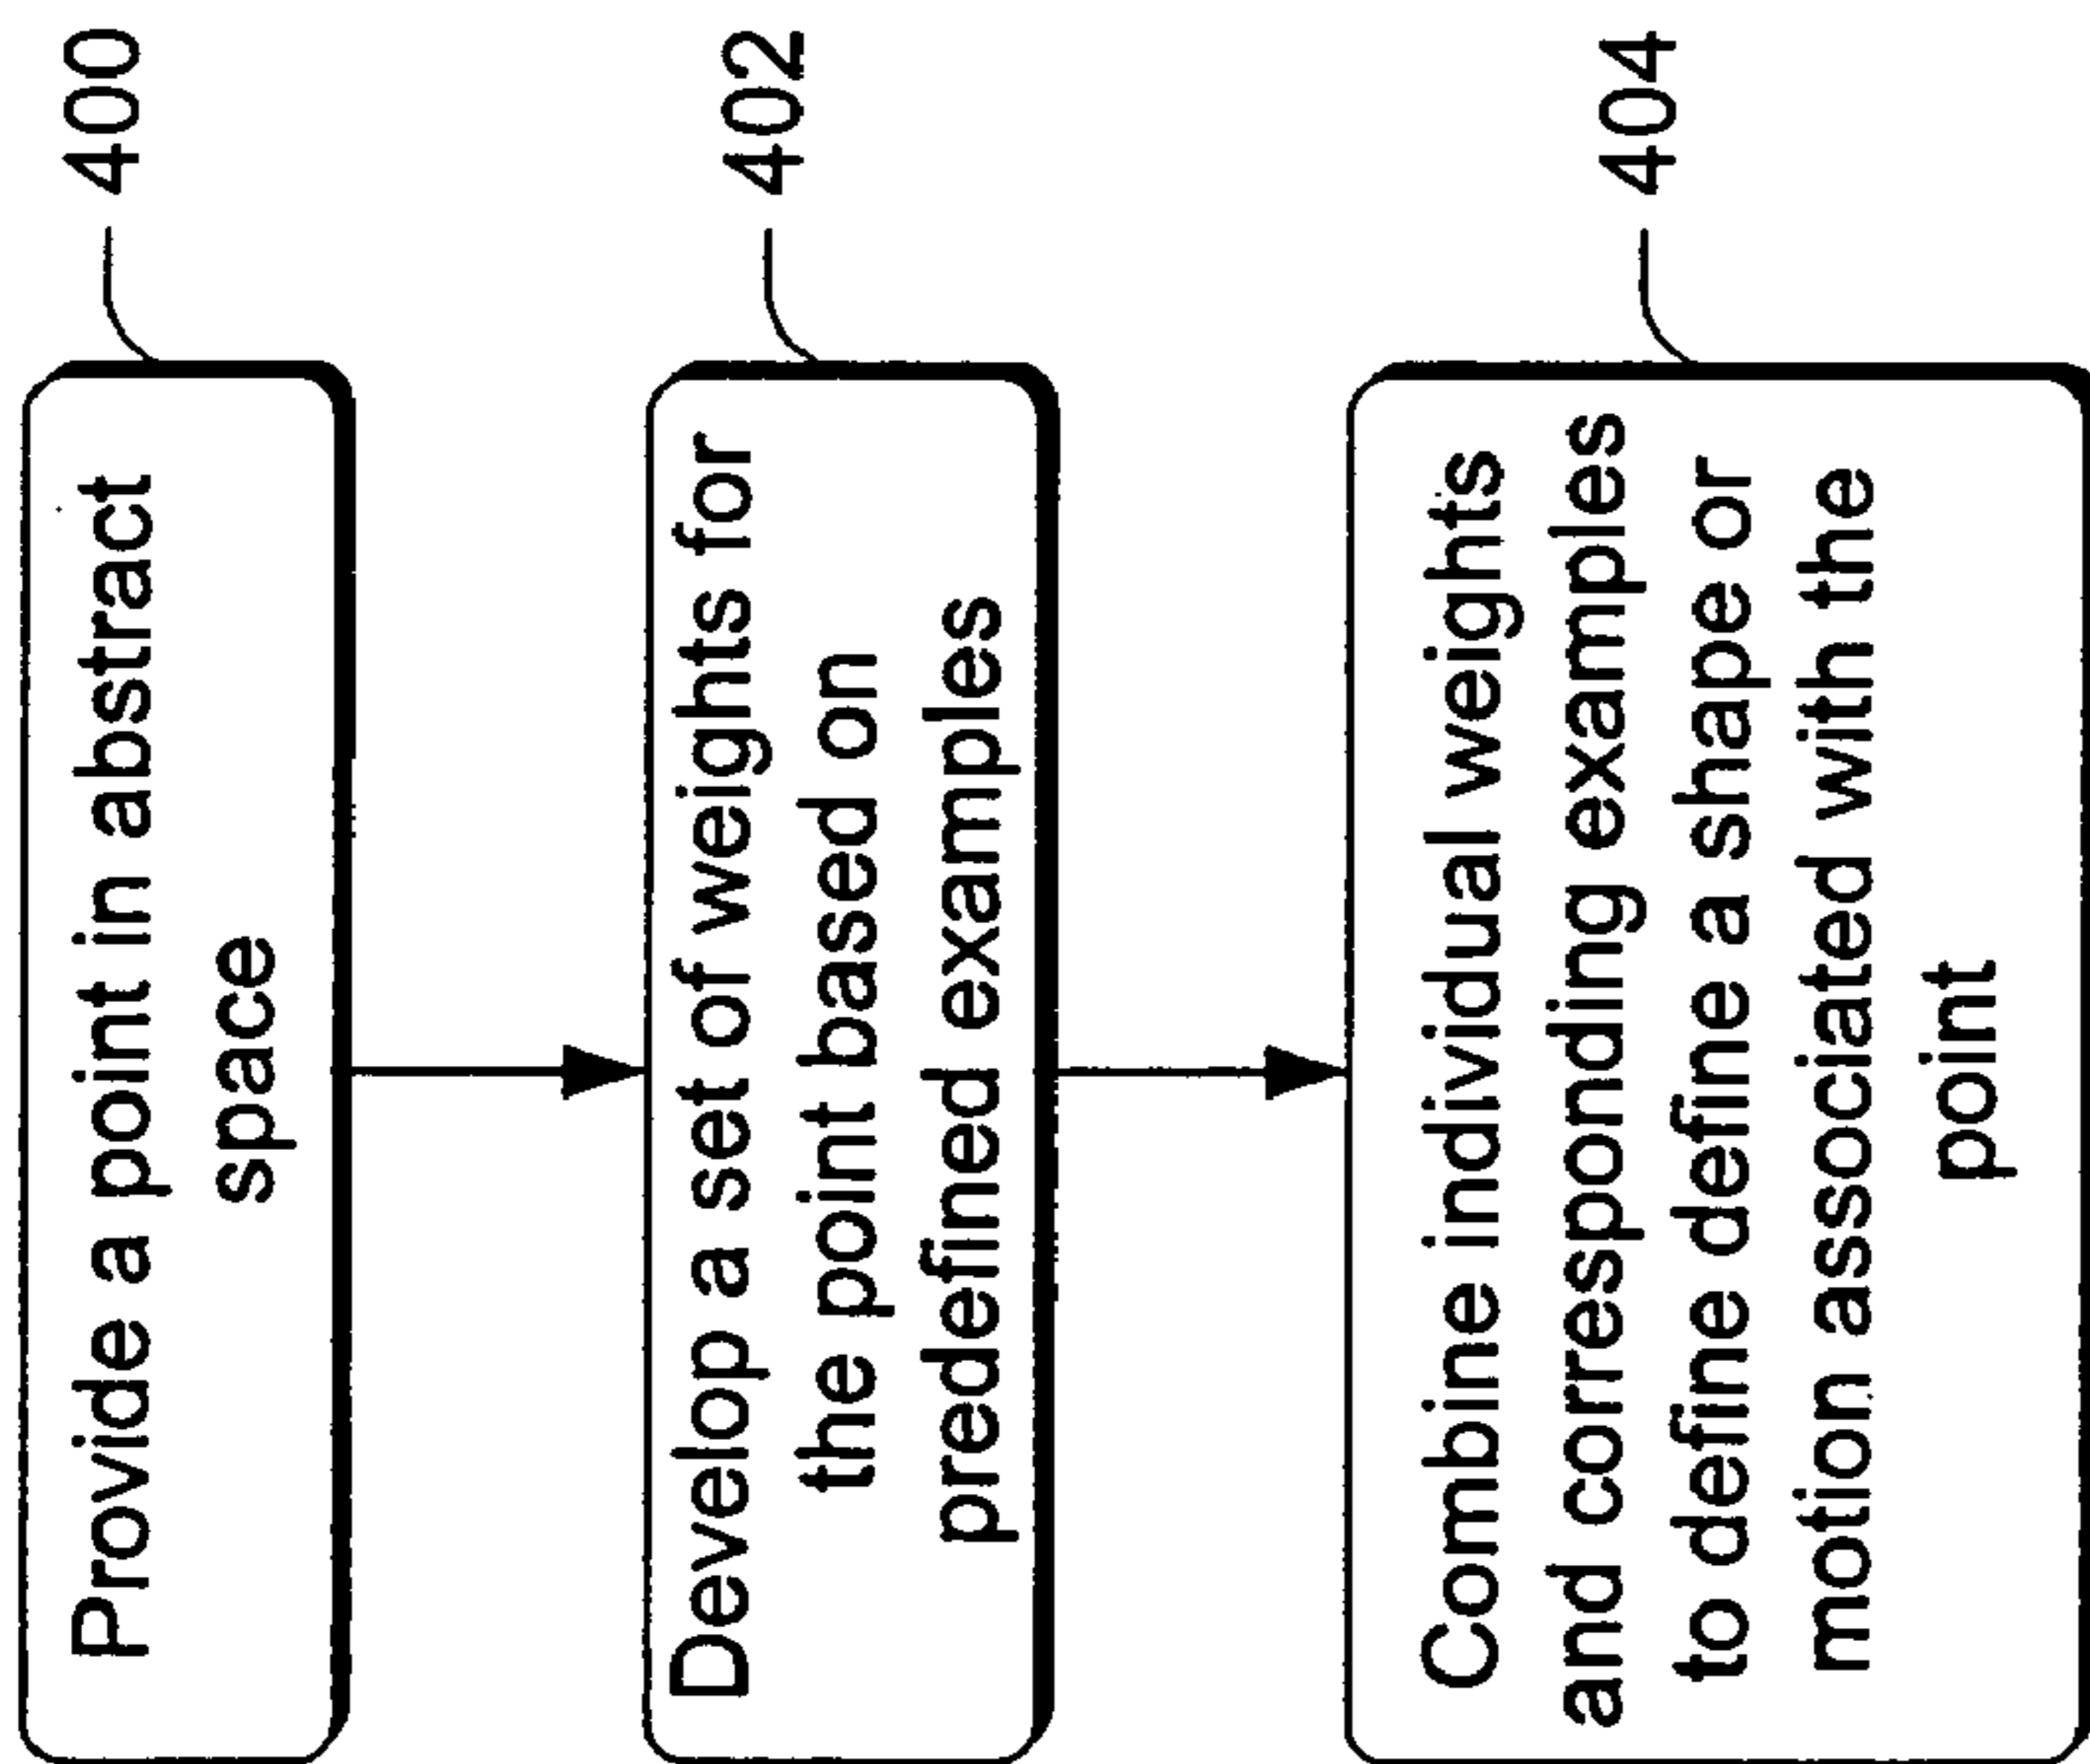 Provide a point in abstract
space
400
Develop a set of weights for
the point based on
predefined examples
402
Combine individual weights
and corresponding examples
to define define a shape or
motion associated with the
point
404